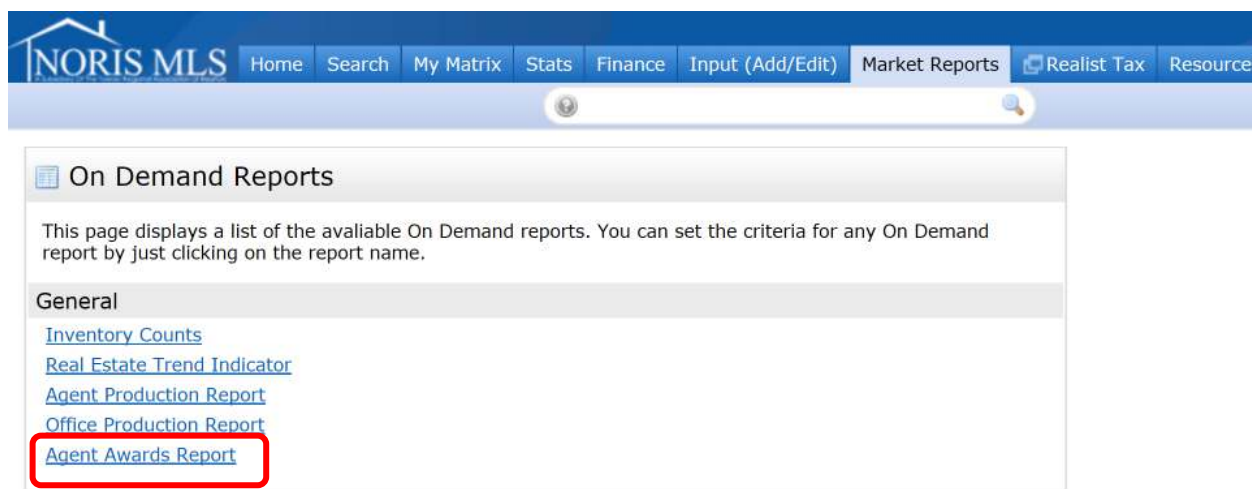 NORIS MLS
Home Search My Matrix Stats Finance Input (Add/Edit) Market Reports Realist Tax Resource
On Demand Reports
This page displays a list of the avaliable On Demand reports. You can set the criteria for any On Demand
report by just clicking on the report name.
General
Inventory Counts
Real Estate Trend Indicator
Agent Production Report
Office Production Report
Agent Awards Report